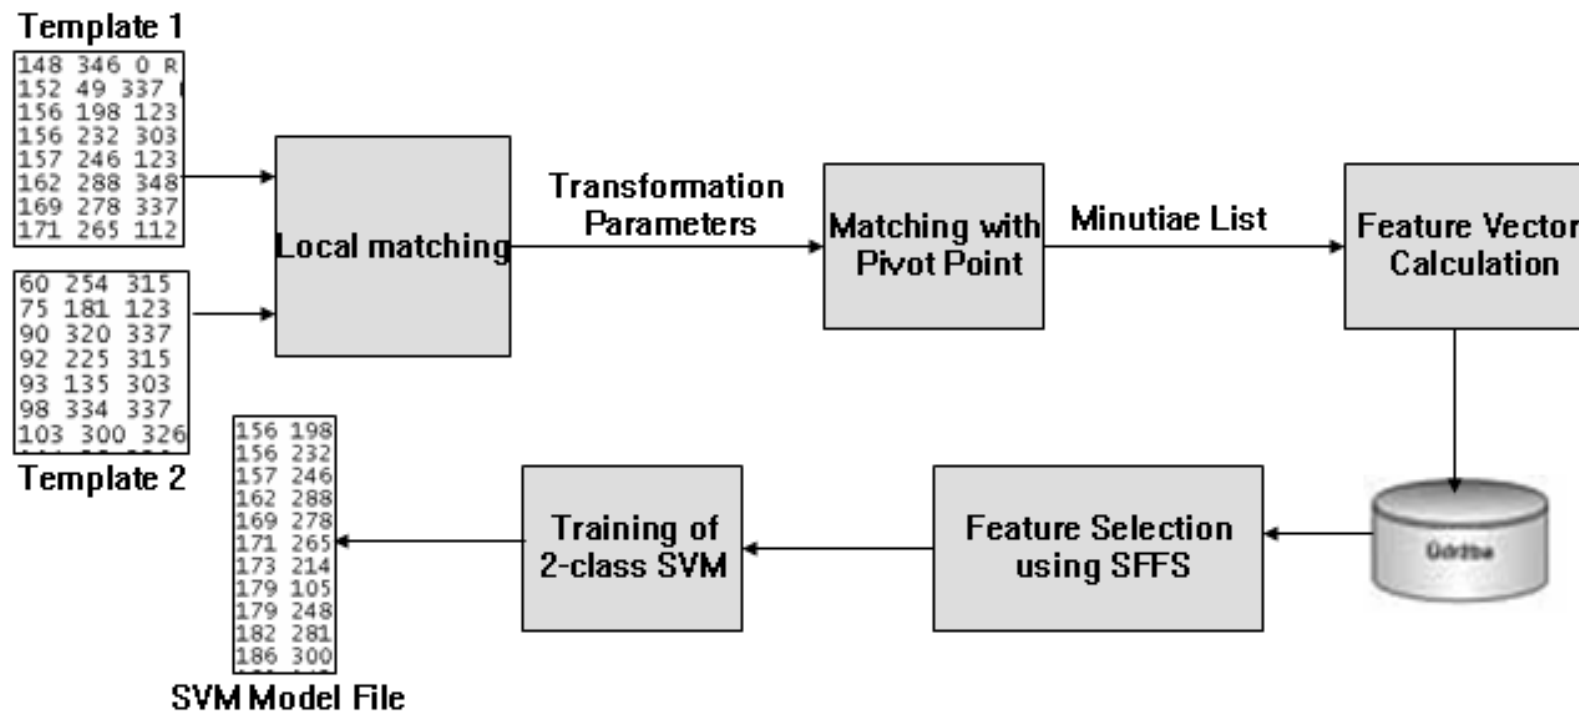 Template 1
148 346 0 R
152 49 337
156 198 123
156 232 303
157 246 123
162 288 348
169 278 337
171 265 112
60 254 315
75 181 123
90 320 337
92 225 315
93 135 303
98 334 337
103 300 326
Template 2
Local matching
Transformation
Parameters
Matching with
Pivot Point
Minutiae List
Feature Vector
Calculation
Feature Selection
using SFFS
Training of
2-class SVM
156 198
156 232
157 246
162 288
169 278
171 265
173 214
179 105
179 248
182 281
186 300
SVM Model File